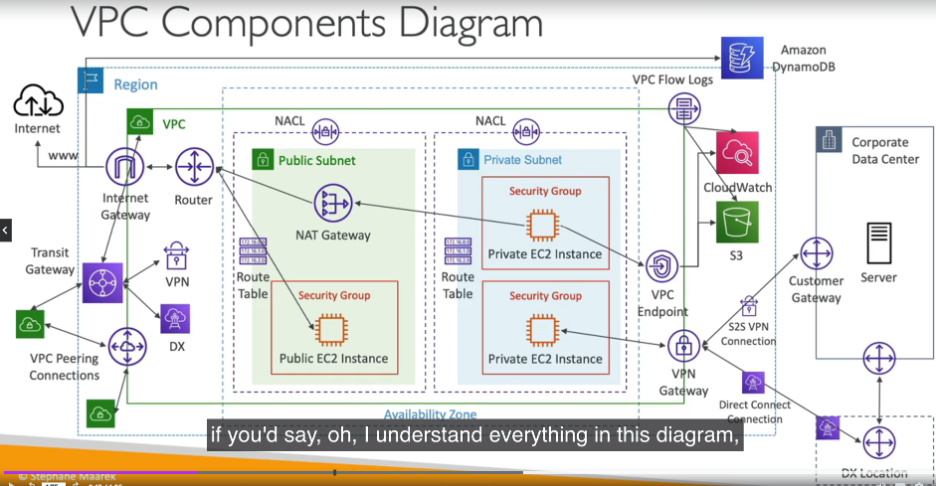 VPC Components Diagram
Amazon
DynamoDB
Region
VPC Flow Logs
Internet
VPC
NACL
NACL
Corporate
Data Center
www
Public Subnet
Private Subnet
Internet
Gateway
Router
Security Group
CloudWatch
NAT Gateway
Private EC2 Instance
S3
Transit
Gateway
VPN
Route
Table
Route
Table
VPC
Endpoint
Customer
Gateway
Server
Security Group
Security Group
DX
S2S VPN
Connection
VPC Peering
Connections
Public EC2 Instance
Private EC2 Instance
VPN
Gateway
Direct Connect
Connection
Availability Zone
if you'd say, oh, I understand everything in this diagram,
DX Location
© Stephane Maarek